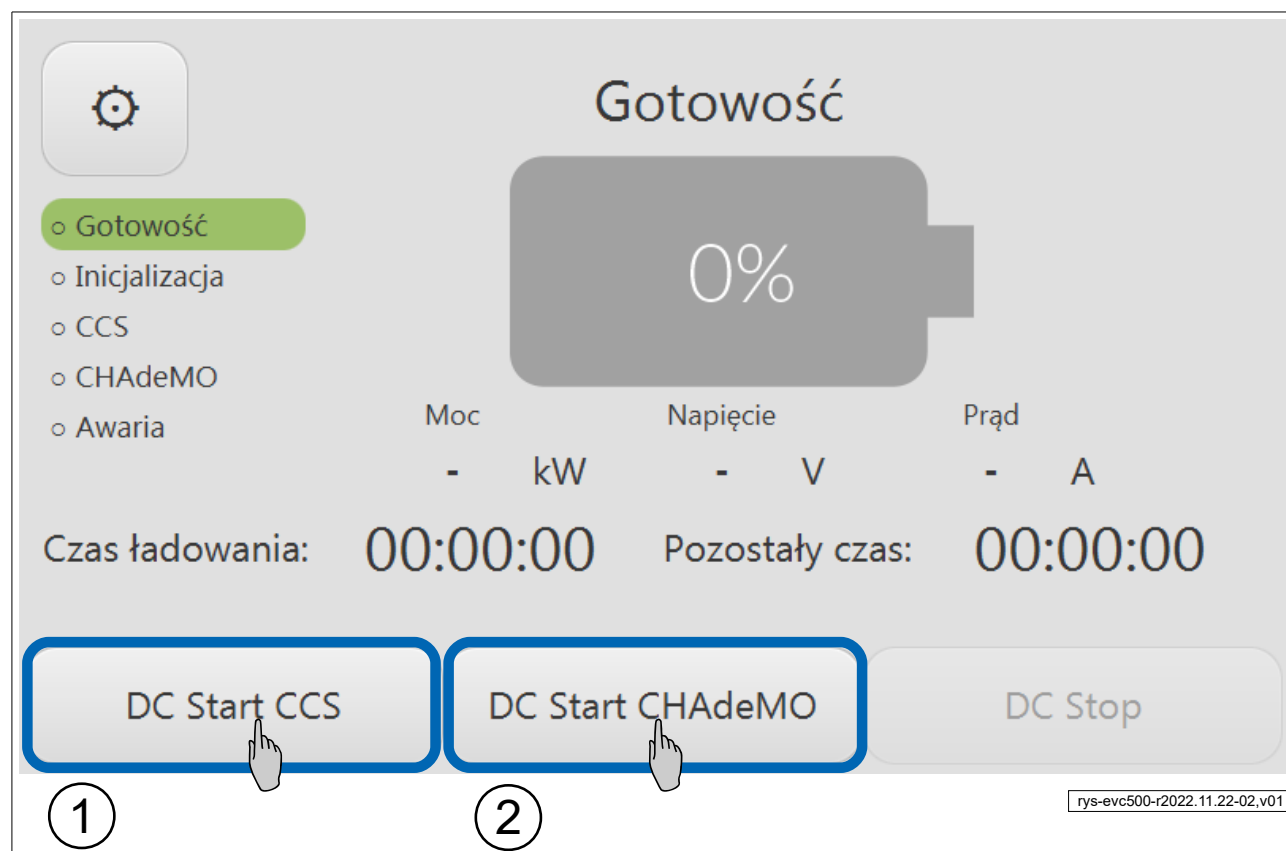 Gotowość
0%
○ Gotowość
○ Inicjalizacja
○ CCS
○ CHAdeMO
○ Awaria
Moc Napięcie Prąd
- kW - V - A
Czas ładowania: 00:00:00 Pozostały czas: 00:00:00
DC Start CCS DC Start CHAdeMO DC Stop
1 2
rys-evc500-r2022.11.22-02,v01